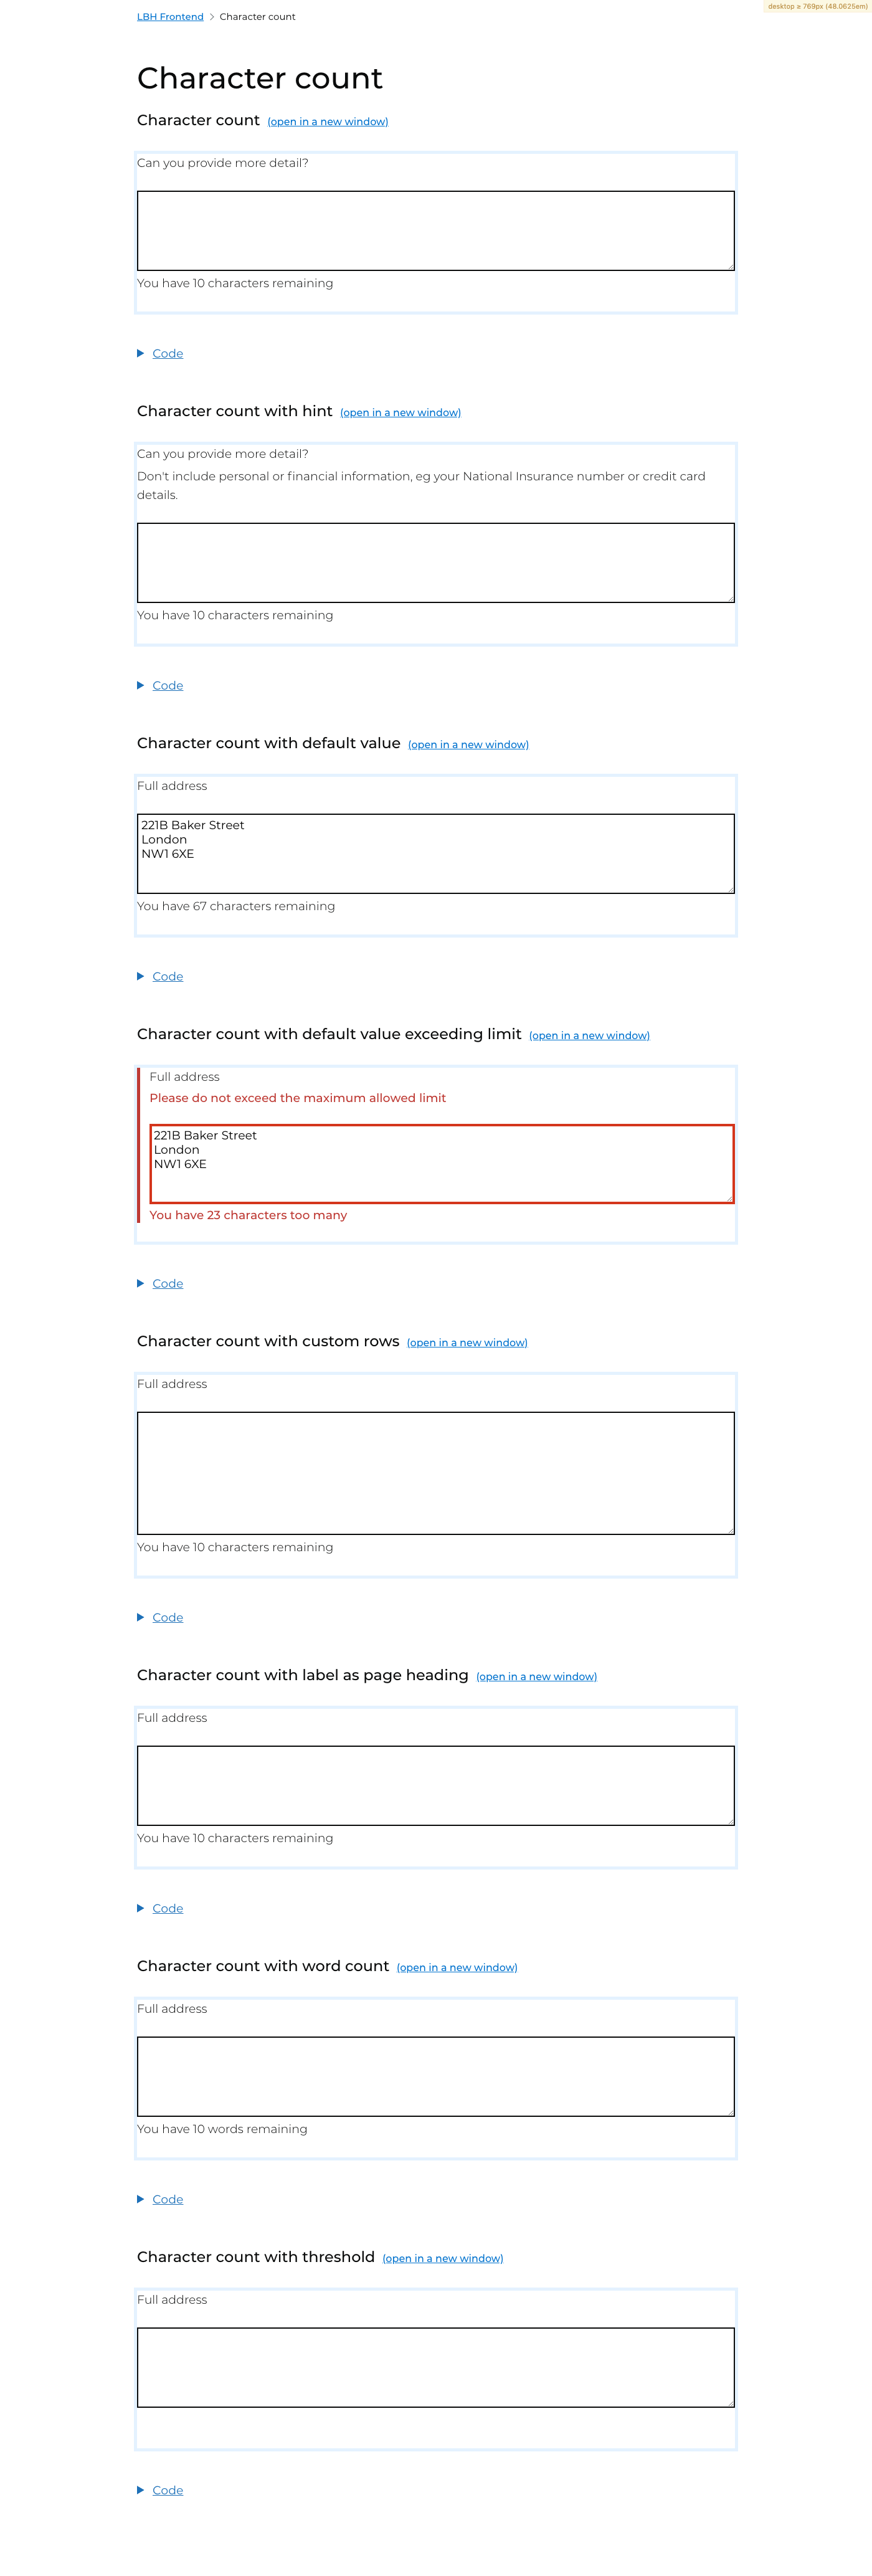 desktop ≥ 769px (48.0625em)
LBH Frontend > Character count
Character count
Character count (open in a new window)
Can you provide more detail?
You have 10 characters remaining
Code
Character count with hint (open in a new window)
Can you provide more detail?
Don't include personal or financial information, eg your National Insurance number or credit card
details.
You have 10 characters remaining
Code
Character count with default value (open in a new window)
Full address
221B Baker Street
London
NW1 6XE
You have 67 characters remaining
Code
Character count with default value exceeding limit (open in a new window)
Full address
Please do not exceed the maximum allowed limit
221B Baker Street
London
NW1 6XE
You have 23 characters too many
Code
Character count with custom rows (open in a new window)
Full address
You have 10 characters remaining
Code
Character count with label as page heading (open in a new window)
Full address
You have 10 characters remaining
Code
Character count with word count (open in a new window)
Full address
You have 10 words remaining
Code
Character count with threshold (open in a new window)
Full address
Code